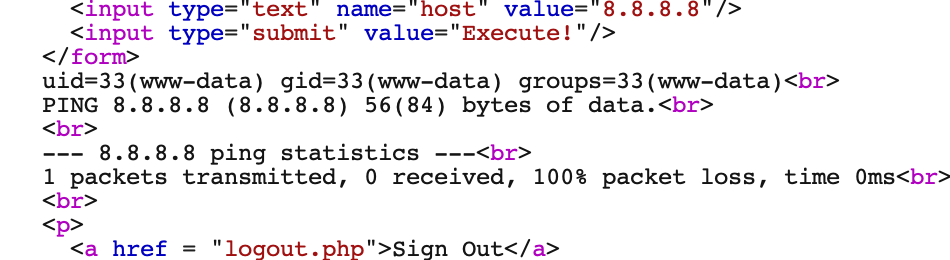 <input type="text" name="host" value="8.8.8.8"/>
<input type="submit" value="Execute!"/>
</form>
uid=33(www-data) gid=33(www-data) groups=33(www-data)<br>
PING 8.8.8.8 (8.8.8.8) 56(84) bytes of data.<br>
<br>
--- 8.8.8.8 ping statistics ---<br>
1 packets transmitted, 0 received, 100% packet loss, time 0ms<br>
<br>
<p>
<a href = "logout.php">Sign Out</a>